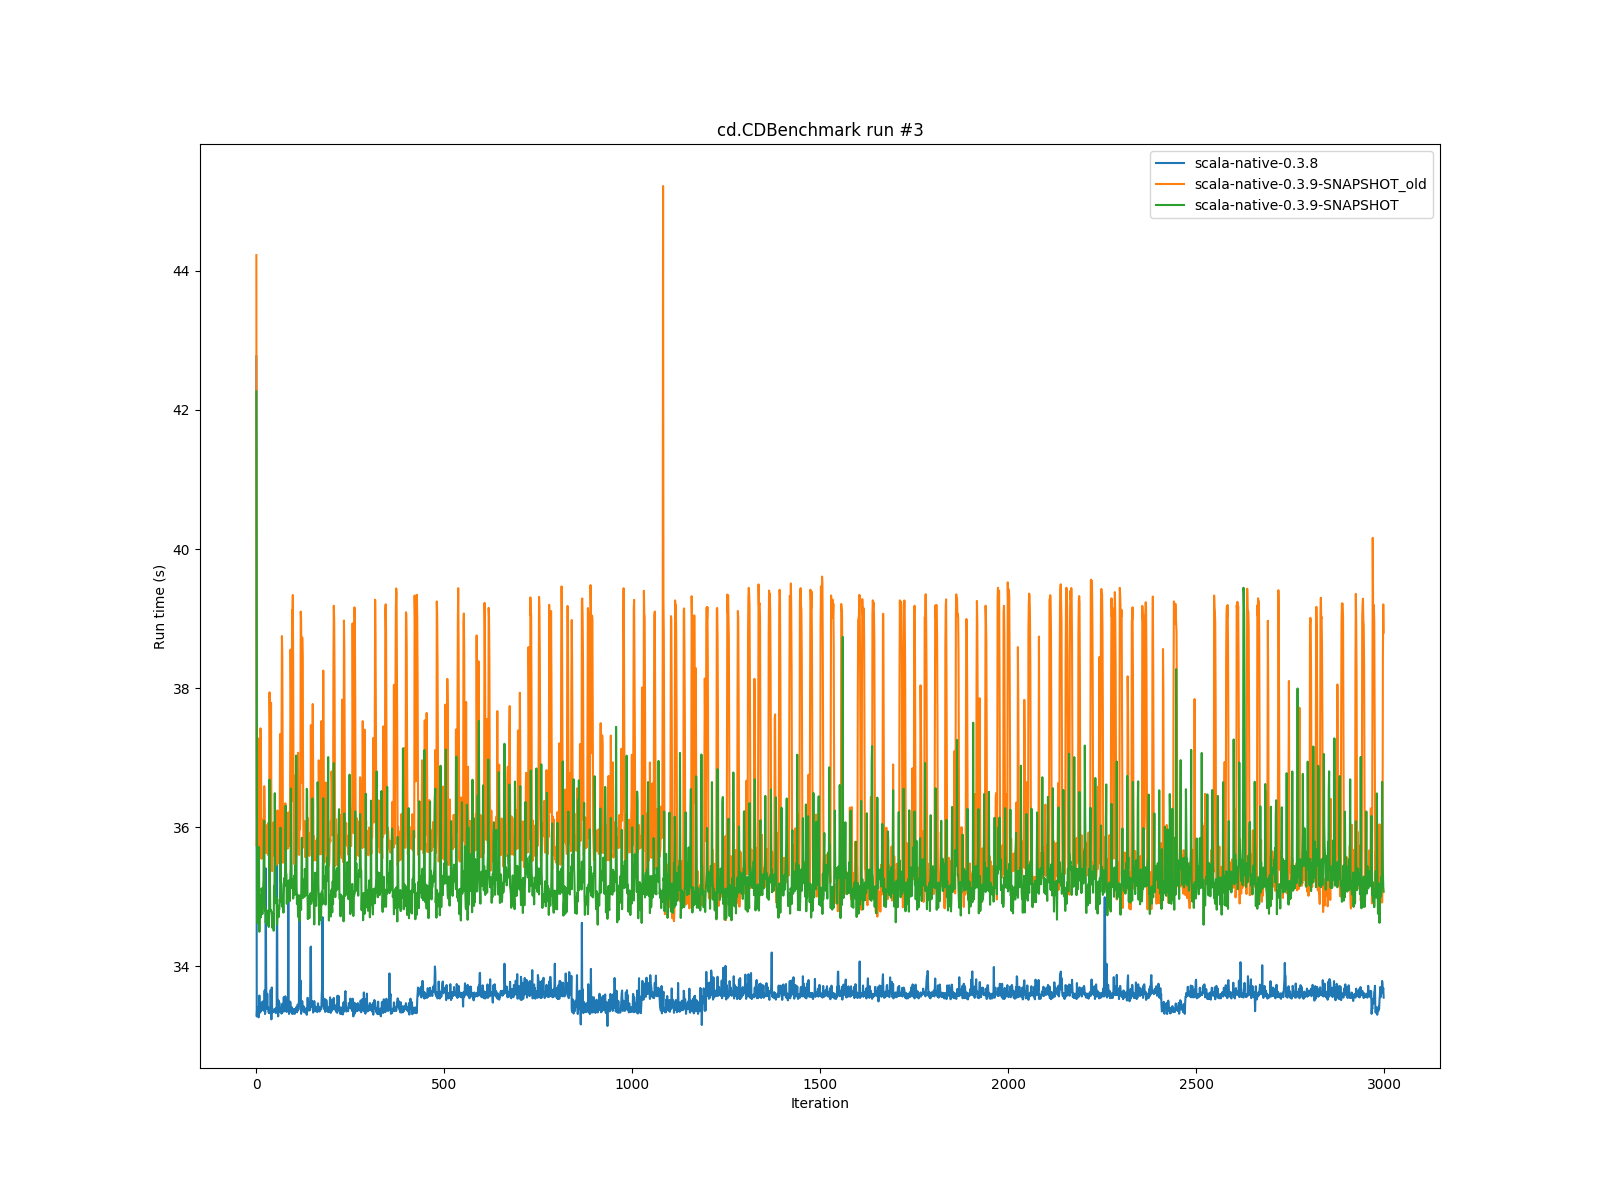 cd.CDBenchmark run #3
scala-native-0.3.8
scala-native-0.3.9-SNAPSHOT_old
scala-native-0.3.9-SNAPSHOT
44
42
40
38
36
34
Run time (s)
0
500
1000
1500
2000
2500
3000
Iteration